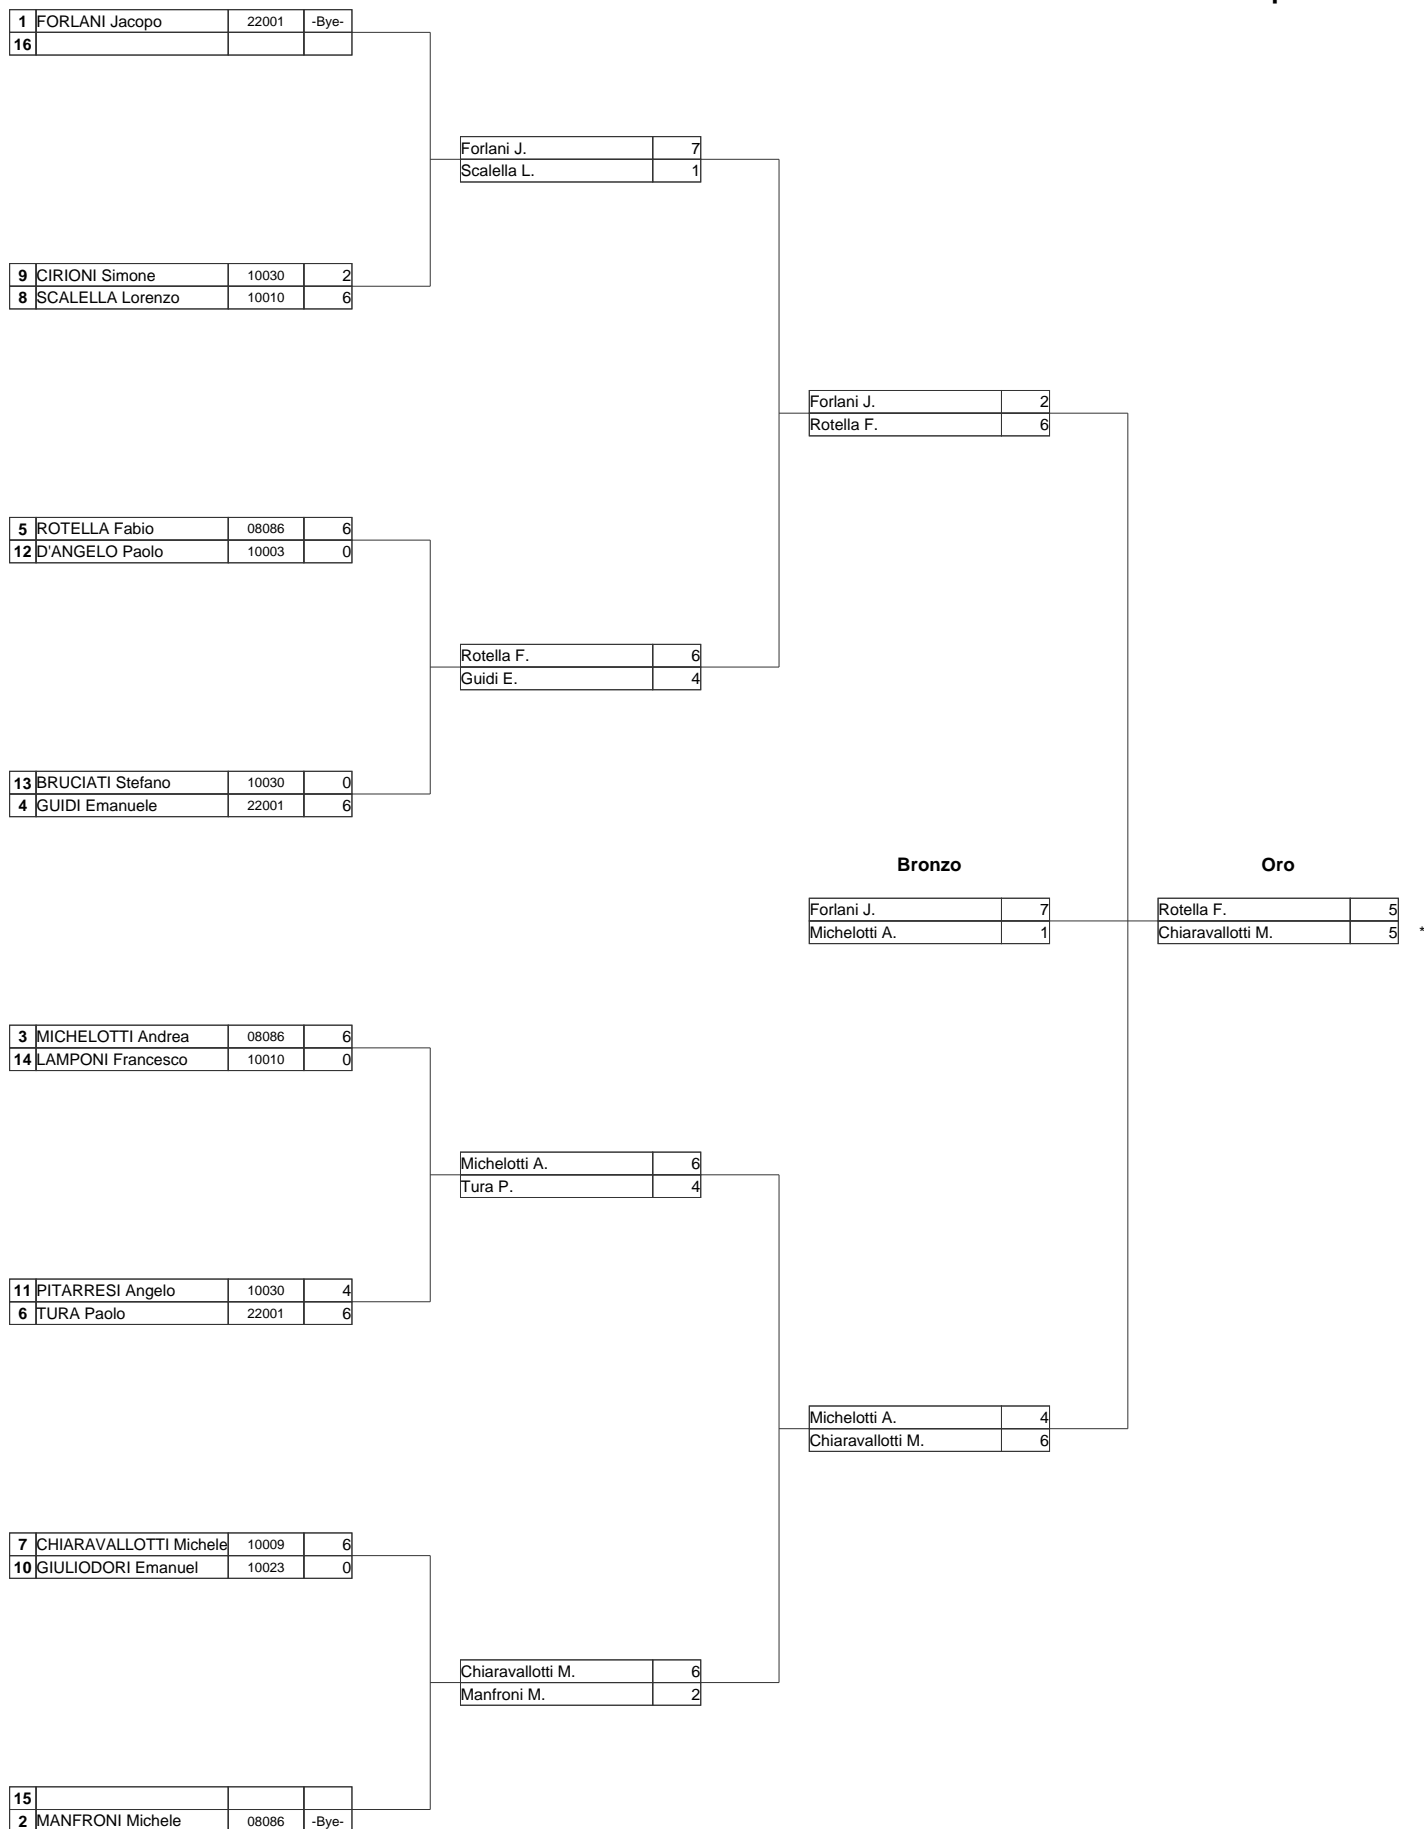 1 FORLANI Jacopo 22001 -Bye-
16
Forlani J. 7
Scalella L. 1
9 CIRIONI Simone 10030 2
8 SCALELLA Lorenzo 10010 6
Forlani J. 2
Rotella F. 6
5 ROTELLA Fabio 08086 6
12 D'ANGELO Paolo 10003 0
Rotella F. 6
Guidi E. 4
13 BRUCIATI Stefano 10030 0
4 GUIDI Emanuele 22001 6
Bronzo Oro
Forlani J. 7 Rotella F. 5
Michelotti A. 1 Chiaravallotti M. 5 *
3 MICHELOTTI Andrea 08086 6
14 LAMPONI Francesco 10010 0
Michelotti A. 6
Tura P. 4
11 PITARRESI Angelo 10030 4
6 TURA Paolo 22001 6
Michelotti A. 4
Chiaravallotti M. 6
7 CHIARAVALLOTTI Michele 10009 6
10 GIULIODORI Emanuel 10023 0
Chiaravallotti M. 6
Manfroni M. 2
15
2 MANFRONI Michele 08086 -Bye-